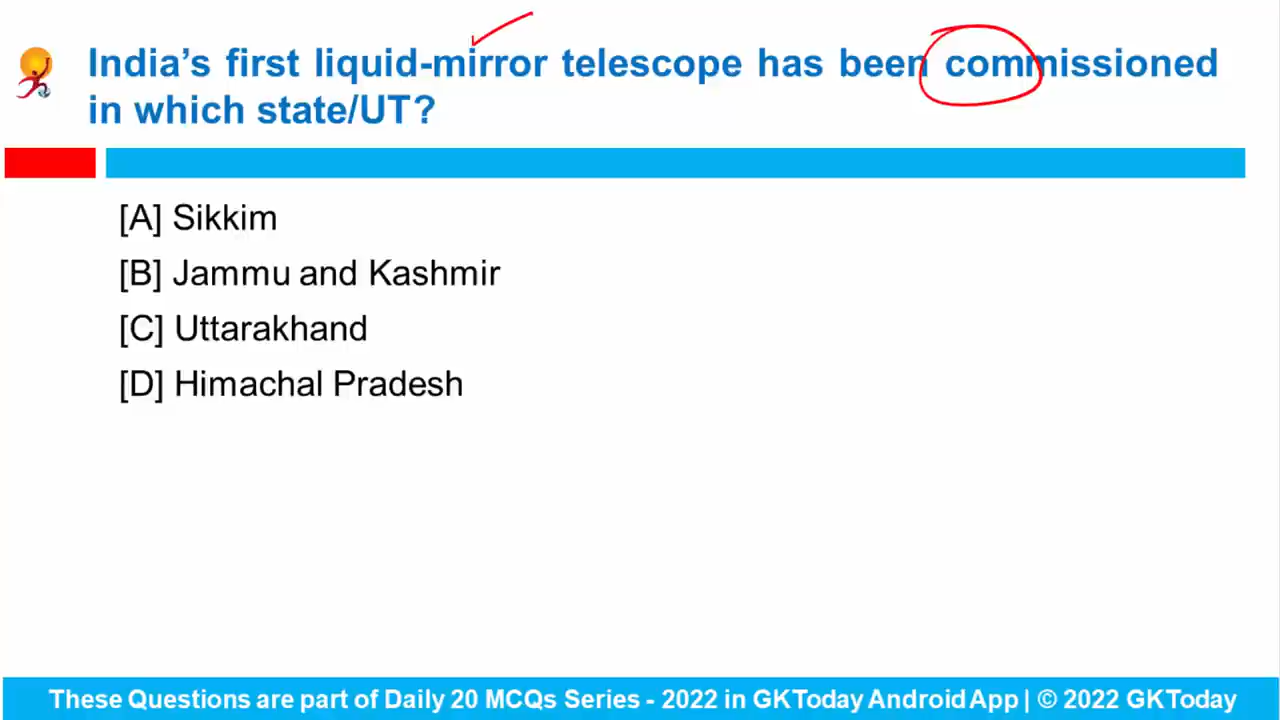 India’s first liquid-mirror telescope has been commissioned
in which state/UT?
[A] Sikkim
[B] Jammu and Kashmir
[C] Uttarakhand
[D] Himachal Pradesh
These Questions are part of Daily 20 MCQs Series - 2022 in GKToday Android App | © 2022 GKToday